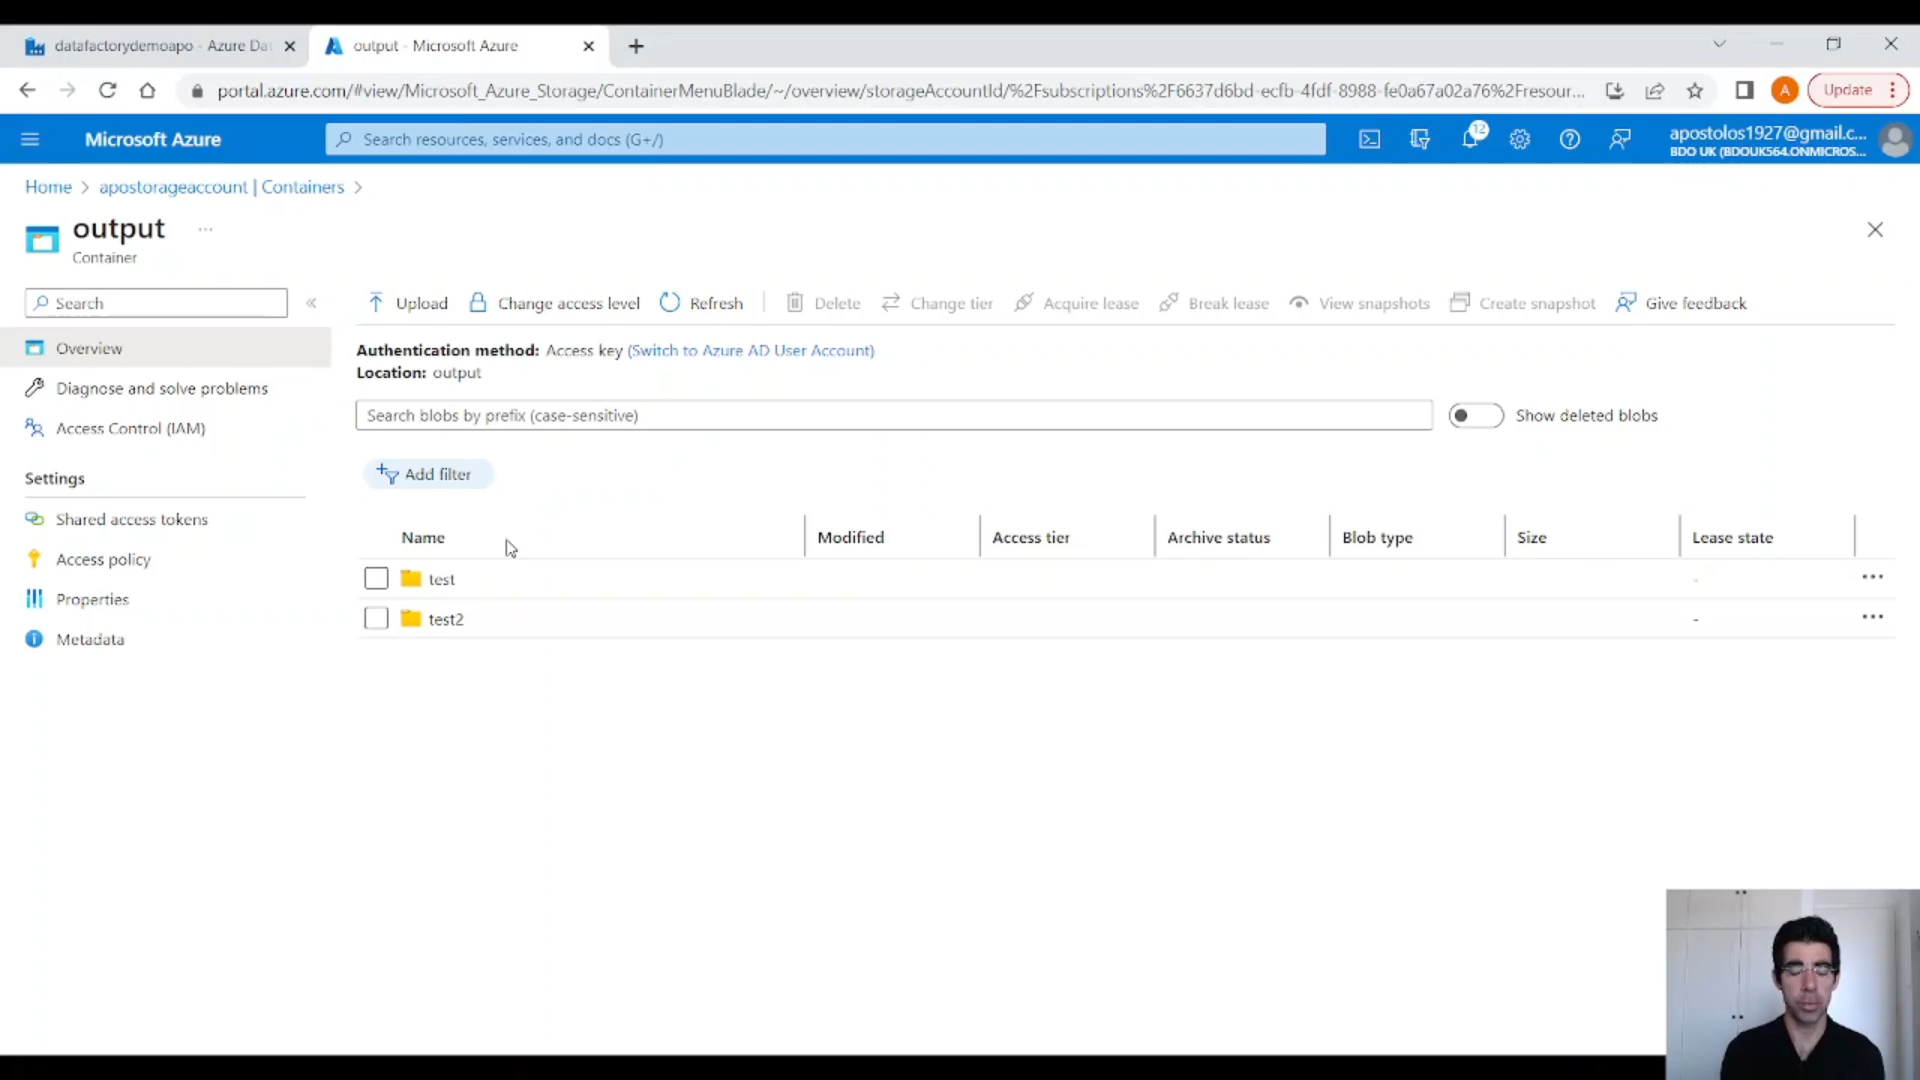 datafactorydemoapo - Azure Da
output - Microsoft Azure
portal.azure.com/#view/Microsoft_Azure_Storage/ContainerMenuBlade/~/overview/storageAccountId/%2Fsubscriptions%2F6637d6bd-ecfb-4fdf-8988-fe0a67a02a76%2Fresour...
A
Update
Microsoft Azure
Search resources, services, and docs (G+/)
12
apostolos1927@gmail.c...
BDO UK (BDOUK564.ONMICROS...
Home > apostorageaccount | Containers >
output ...
Container
Search
«
Upload
Change access level
Refresh
Delete
Change tier
Acquire lease
Break lease
View snapshots
Create snapshot
Give feedback
Overview
Diagnose and solve problems
Access Control (IAM)
Settings
Shared access tokens
Access policy
Properties
Metadata
Authentication method: Access key (Switch to Azure AD User Account)
Location: output
Search blobs by prefix (case-sensitive)
Show deleted blobs
Add filter
Name Modified Access tier Archive status Blob type Size Lease state
test - ...
test2 - ...